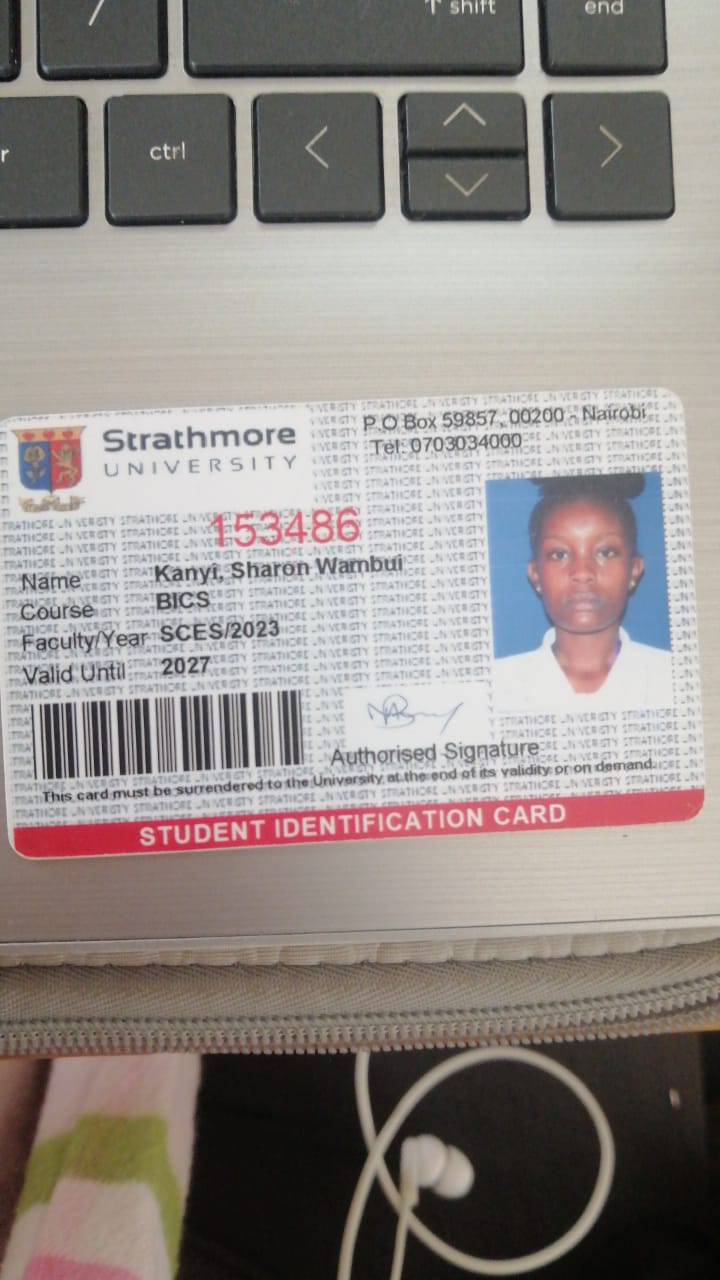 ↑ shift
end
ctrl
Strathmore
UNIVERSITY
P.O Box 59857, 00200 - Nairobi
Tel: 0703034000
153486
Name Kanyi, Sharon Wambui
Course BICS
Faculty/Year SCES/2023
Valid Until 2027
Authorised Signature
This card must be surrendered to the University at the end of its validity or on demand.
STUDENT IDENTIFICATION CARD